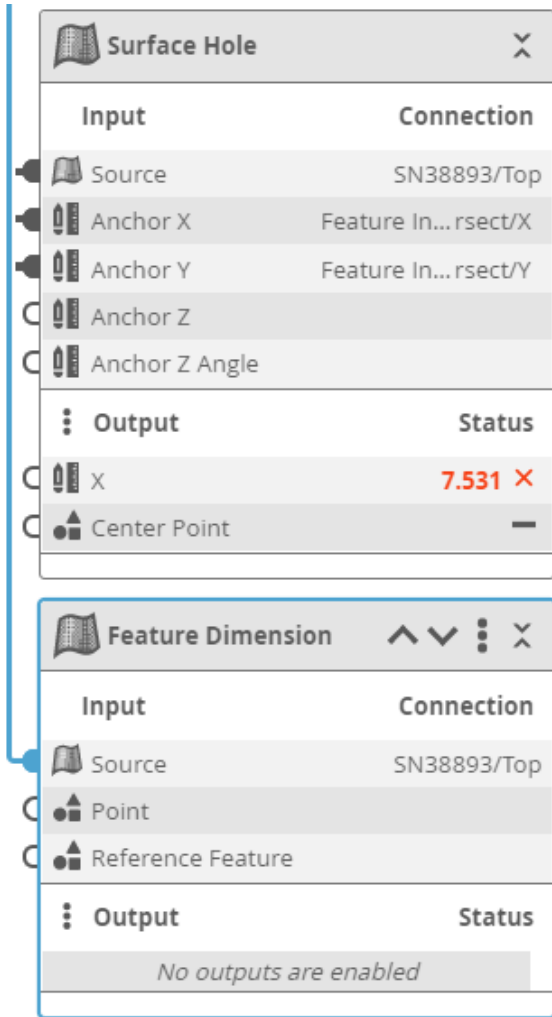 Surface Hole
Input Connection
Source SN38893/Top
Anchor X Feature In...rsect/X
Anchor Y Feature In...rsect/Y
Anchor Z
Anchor Z Angle
Output Status
X 7.531
Center Point
Feature Dimension
Input Connection
Source SN38893/Top
Point
Reference Feature
Output Status
No outputs are enabled